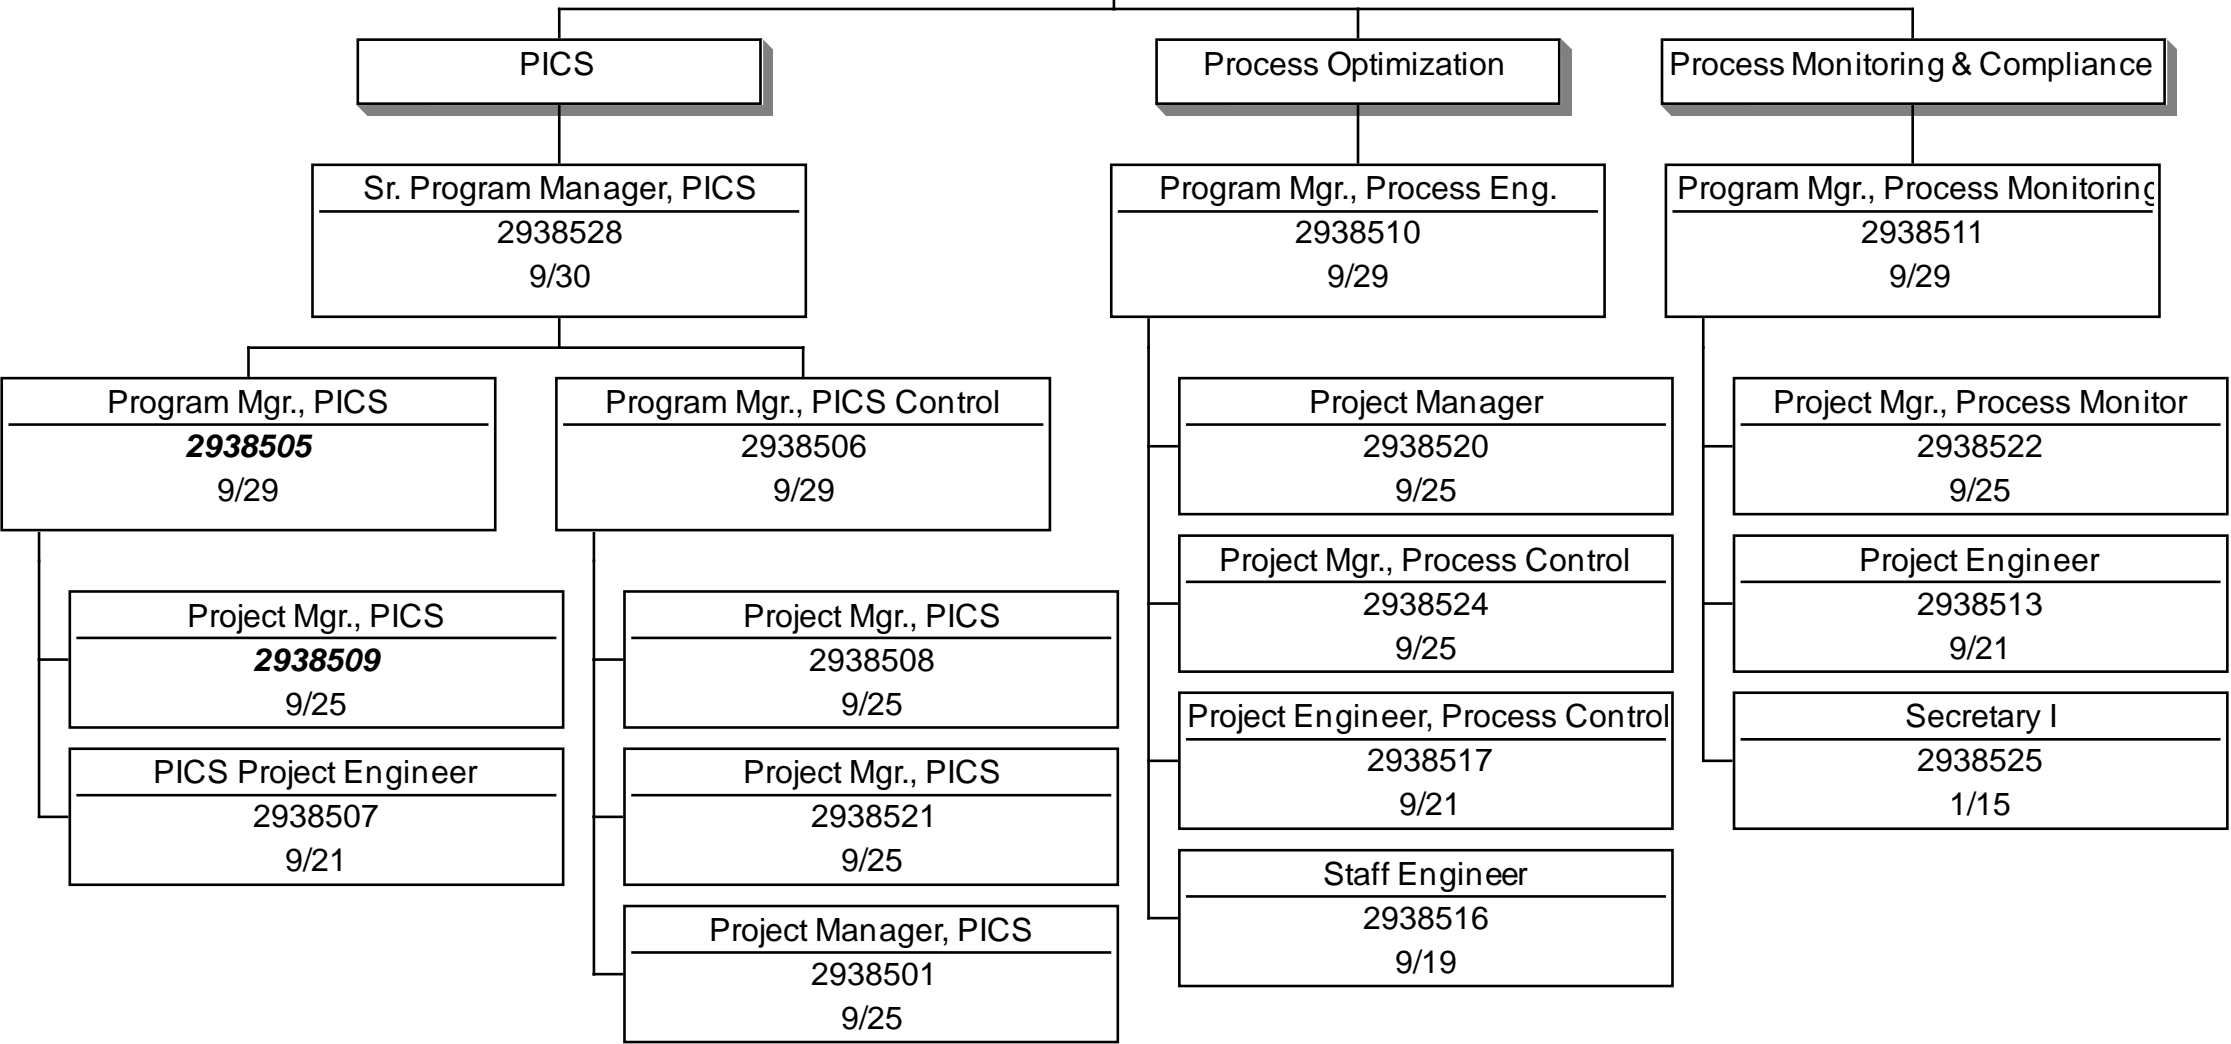 PICS
Process Optimization
Process Monitoring & Compliance
Sr. Program Manager, PICS
2938528
9/30
Program Mgr., Process Eng.
2938510
9/29
Program Mgr., Process Monitoring
2938511
9/29
Program Mgr., PICS
2938505
9/29
Program Mgr., PICS Control
2938506
9/29
Project Mgr., PICS
2938509
9/25
PICS Project Engineer
2938507
9/21
Project Mgr., PICS
2938508
9/25
Project Mgr., PICS
2938521
9/25
Project Manager, PICS
2938501
9/25
Project Manager
2938520
9/25
Project Mgr., Process Control
2938524
9/25
Project Engineer, Process Control
2938517
9/21
Staff Engineer
2938516
9/19
Project Mgr., Process Monitor
2938522
9/25
Project Engineer
2938513
9/21
Secretary I
2938525
1/15